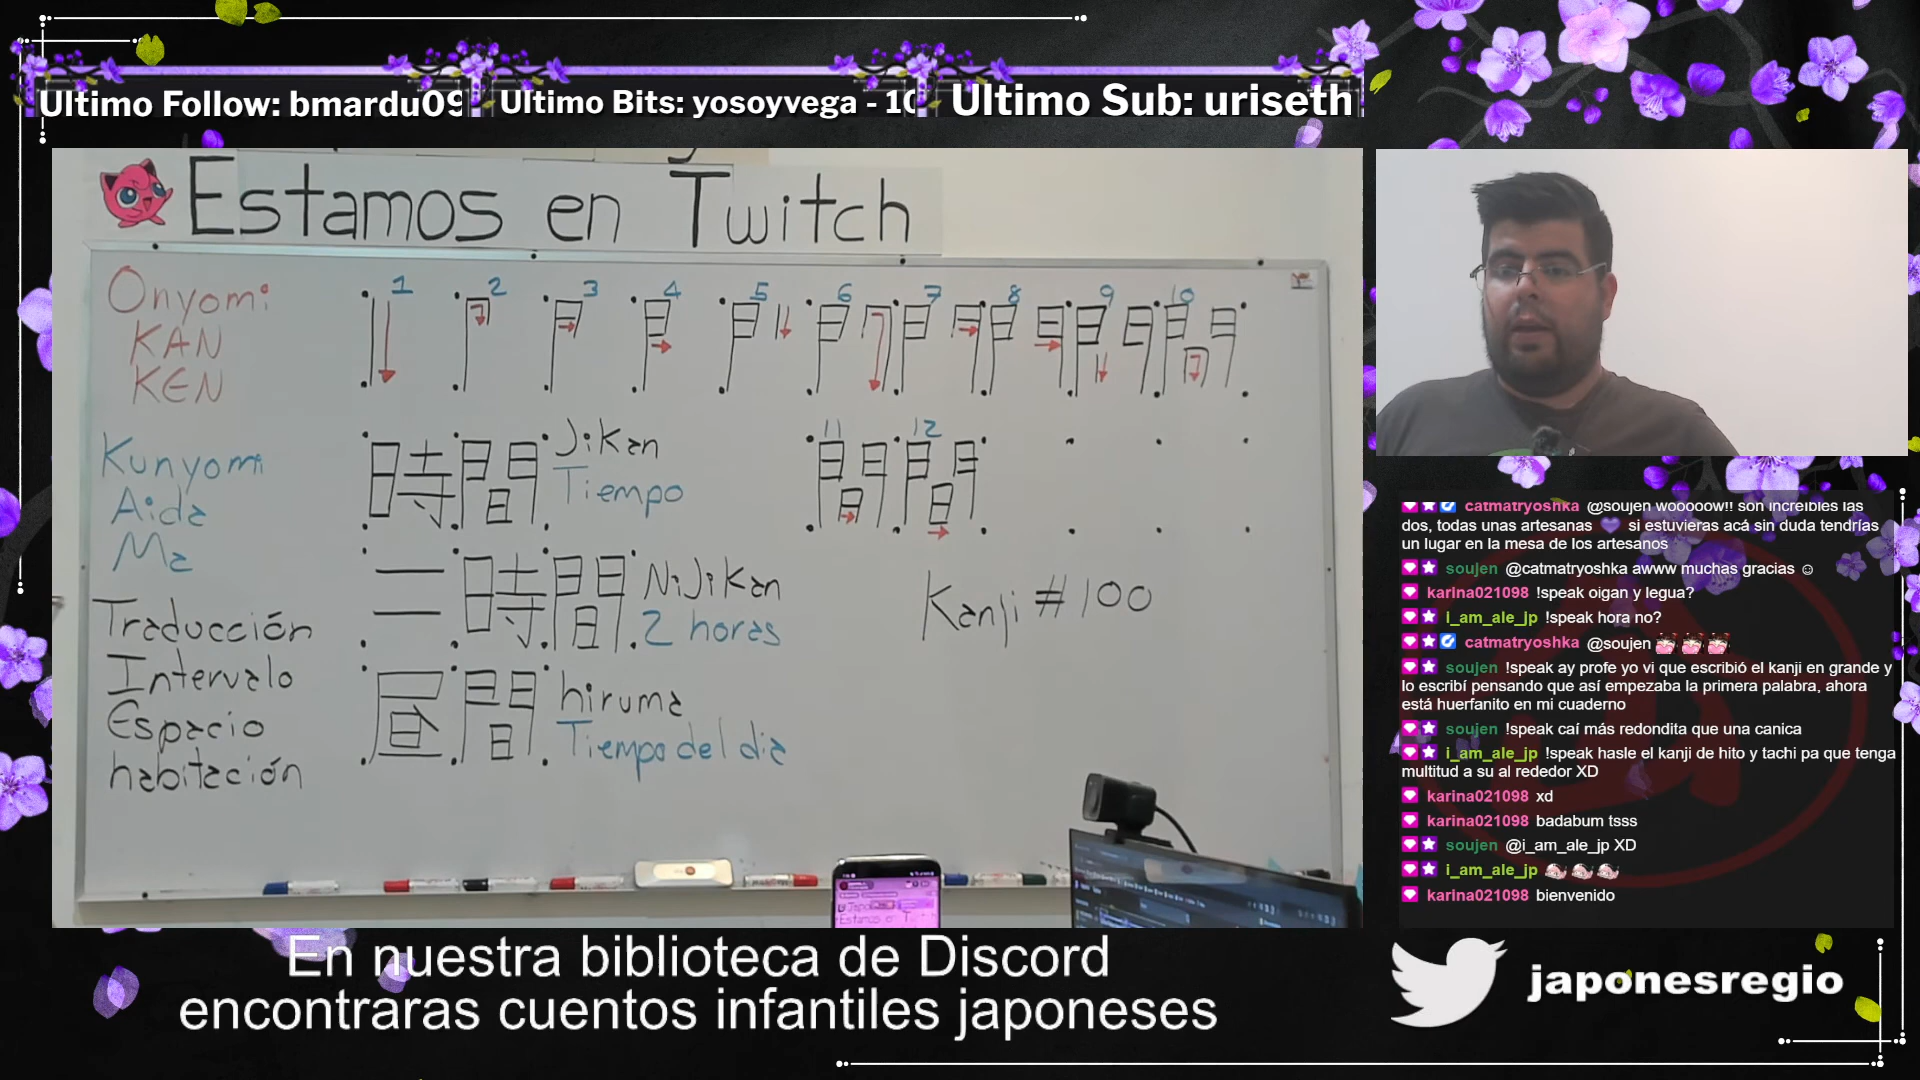 Ultimo Follow: bmardu09
Ultimo Bits: yosoyvega - 10
Ultimo Sub: uriseth
Estamos en Twitch
Onyomi
KAN
KEN
Kunyomi
Aida
Ma
Traducción
Intervalo
Espacio
habitación
1 2 3 4 5 6 7 8 9 10
11 12
時間 Jikan
Tiempo
二時間 NiJiKan
2 horas
昼間 hiruma
Tiempo del dia
Kanji #100
catmatryoshka @soujen wooooow!! son increibles las
dos, todas unas artesanas 💜 si estuvieras acá sin duda tendrías
un lugar en la mesa de los artesanos
soujen @catmatryoshka awww muchas gracias ☺
karina021098 !speak oigan y legua?
i_am_ale_jp !speak hora no?
catmatryoshka @soujen
soujen !speak ay profe yo vi que escribió el kanji en grande y
lo escribí pensando que así empezaba la primera palabra, ahora
está huerfanito en mi cuaderno
soujen !speak caí más redondita que una canica
i_am_ale_jp !speak hasle el kanji de hito y tachi pa que tenga
multitud a su al rededor XD
karina021098 xd
karina021098 badabum tsss
soujen @i_am_ale_jp XD
i_am_ale_jp
karina021098 bienvenido
En nuestra biblioteca de Discord
encontraras cuentos infantiles japoneses
japonesregio